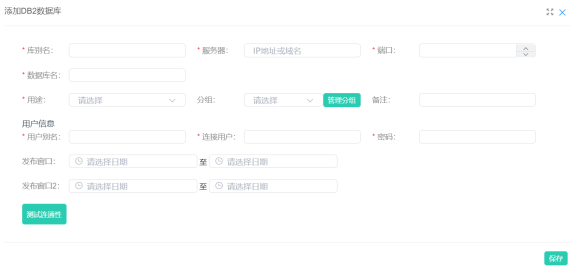 添加DB2数据库
* 库别名： * 服务器： IP地址或域名 * 端口：
* 数据库名：
* 用途： 请选择 分组： 请选择 管理分组 备注：
用户信息
* 用户别名： * 连接用户： * 密码：
发布窗口： 请选择日期 至 请选择日期
发布窗口2： 请选择日期 至 请选择日期
测试连通性
保存